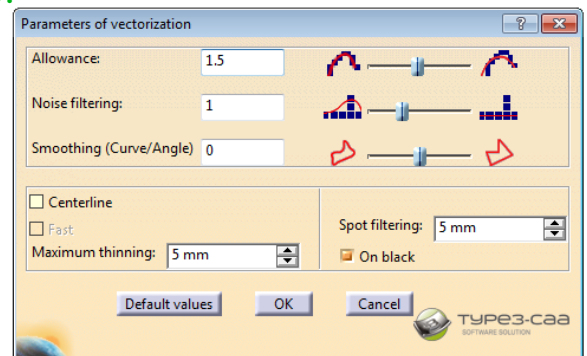 Parameters of vectorization
Allowance: 1.5
Noise filtering: 1
Smoothing (Curve/Angle) 0
Centerline
Fast
Maximum thinning: 5 mm
Spot filtering: 5 mm
On black
Default values OK Cancel
TYPE3-CAA
SOFTWARE SOLUTION